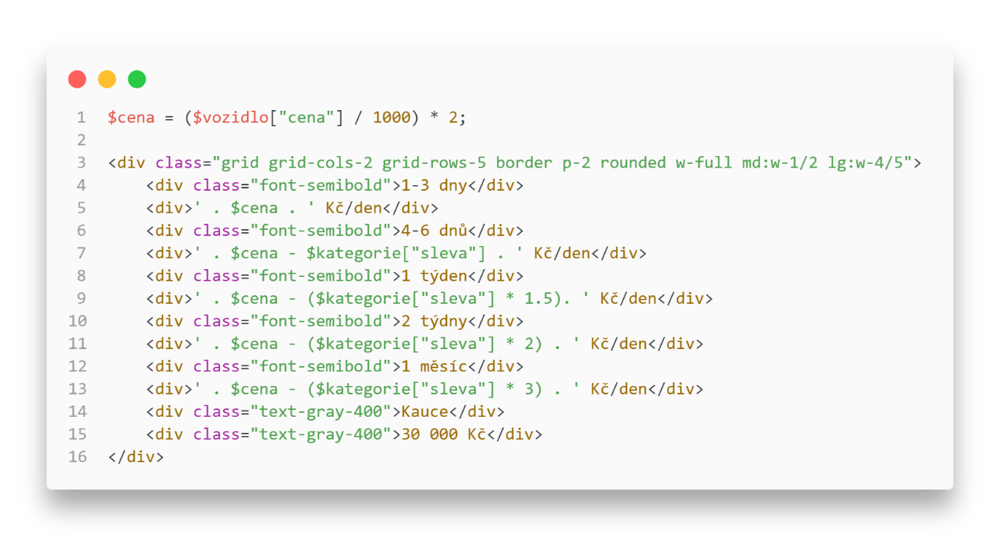 1 $cena = ($vozidlo["cena"] / 1000) * 2;
2
3 <div class="grid grid-cols-2 grid-rows-5 border p-2 rounded w-full md:w-1/2 lg:w-4/5">
4     <div class="font-semibold">1-3 dny</div>
5     <div>' . $cena . ' Kč/den</div>
6     <div class="font-semibold">4-6 dnů</div>
7     <div>' . $cena - $kategorie["sleva"] . ' Kč/den</div>
8     <div class="font-semibold">1 týden</div>
9     <div>' . $cena - ($kategorie["sleva"] * 1.5). ' Kč/den</div>
10     <div class="font-semibold">2 týdny</div>
11     <div>' . $cena - ($kategorie["sleva"] * 2) . ' Kč/den</div>
12     <div class="font-semibold">1 měsíc</div>
13     <div>' . $cena - ($kategorie["sleva"] * 3) . ' Kč/den</div>
14     <div class="text-gray-400">Kauce</div>
15     <div class="text-gray-400">30 000 Kč</div>
16 </div>